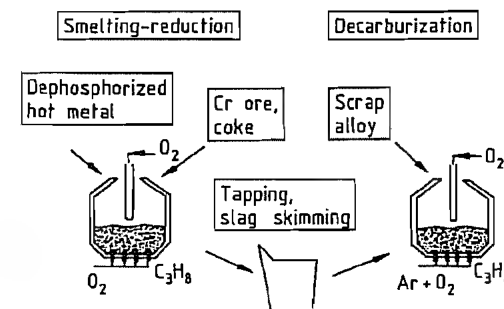 Smelting-reduction
Decarburization
Dephosphorized
hot metal
Cr ore,
coke
Scrap
alloy
O₂
O₂
Tapping,
slag skimming
O₂
C₃H₈
Ar + O₂
C₃H